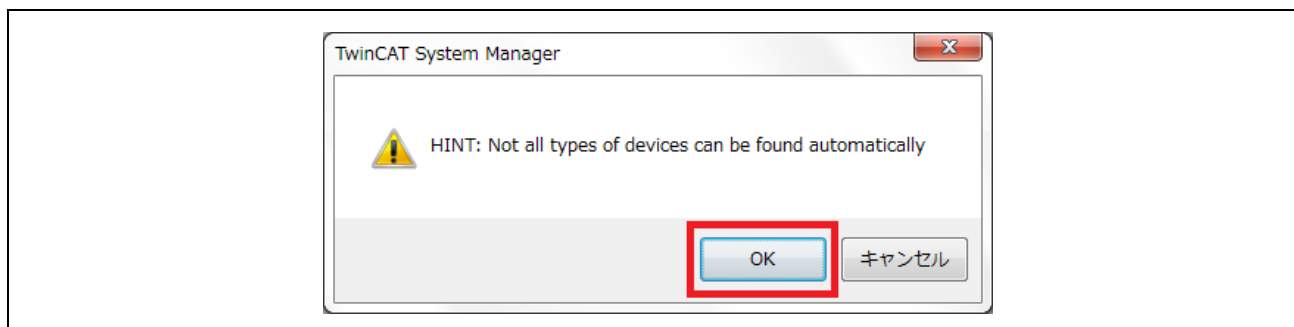 TwinCAT System Manager
HINT: Not all types of devices can be found automatically
OK
キャンセル